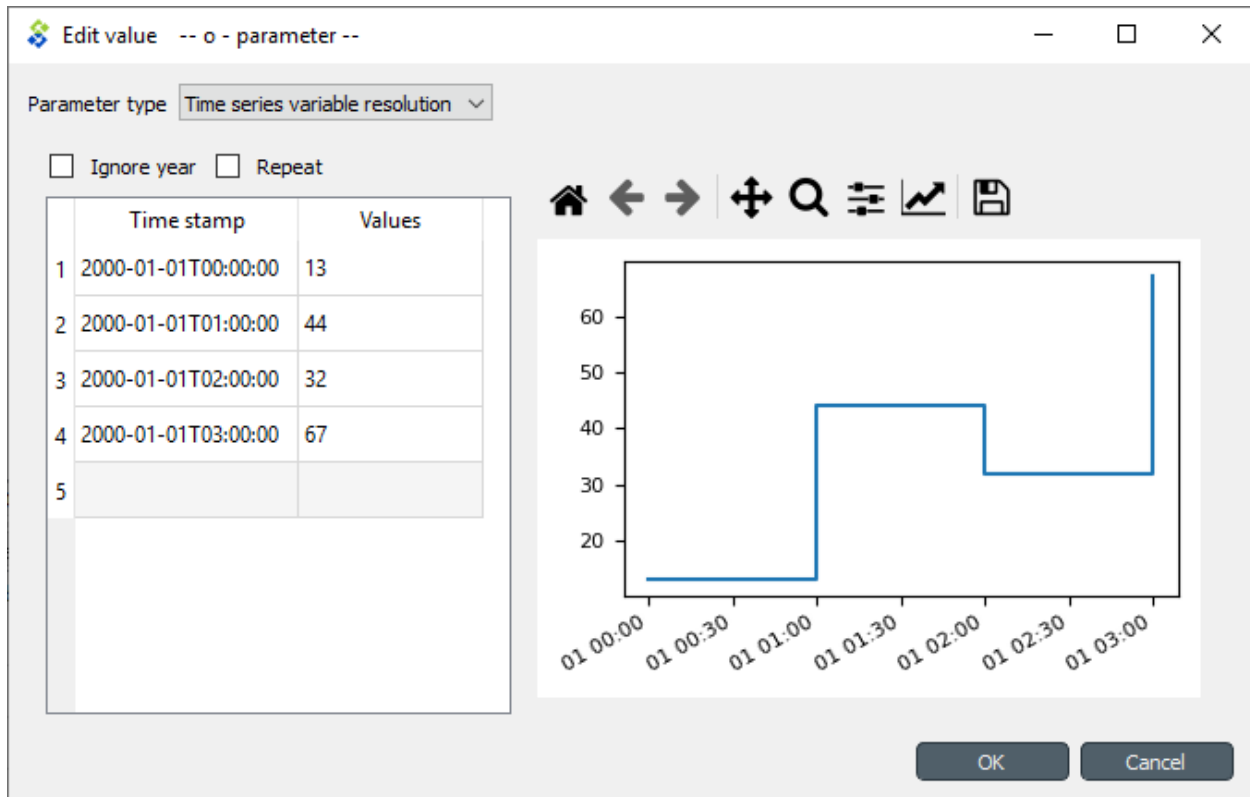 Edit value -- o - parameter --
Parameter type Time series variable resolution
Ignore year Repeat
Time stamp Values
1 2000-01-01T00:00:00 13
2 2000-01-01T01:00:00 44
3 2000-01-01T02:00:00 32
4 2000-01-01T03:00:00 67
5
60
50
40
30
20
01 00:00 01 00:30 01 01:00 01 01:30 01 02:00 01 02:30 01 03:00
OK Cancel